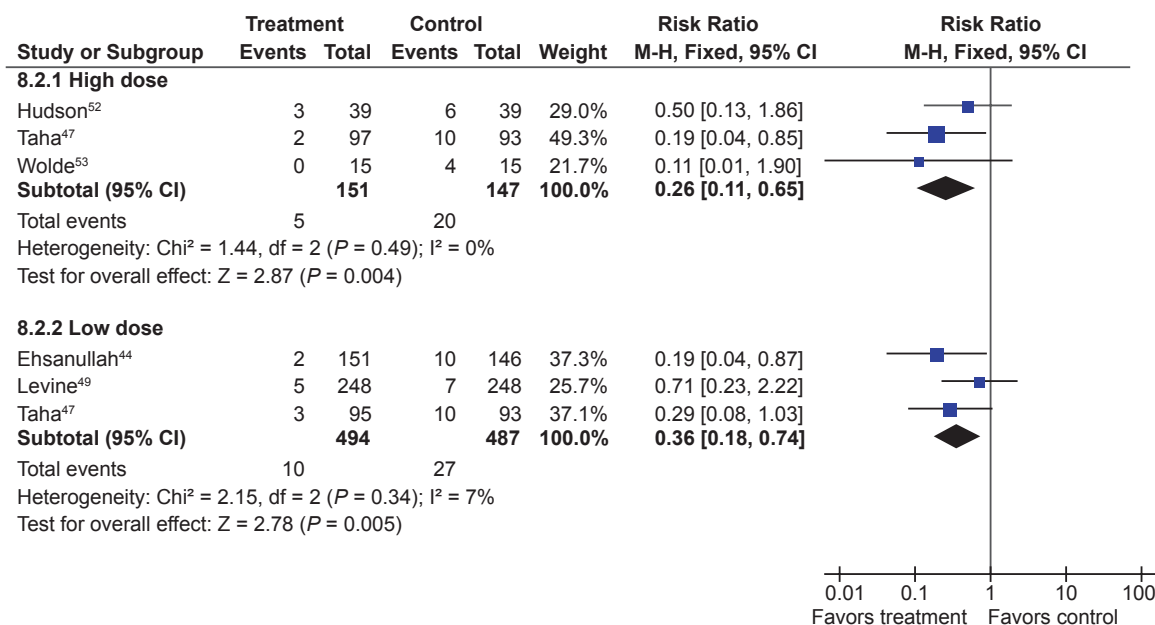 Treatment Control Risk Ratio Risk Ratio
Study or Subgroup Events Total Events Total Weight M-H, Fixed, 95% CI M-H, Fixed, 95% CI
8.2.1 High dose
Hudson⁵² 3 39 6 39 29.0% 0.50 [0.13, 1.86]
Taha⁴⁷ 2 97 10 93 49.3% 0.19 [0.04, 0.85]
Wolde⁵³ 0 15 4 15 21.7% 0.11 [0.01, 1.90]
Subtotal (95% CI) 151 147 100.0% 0.26 [0.11, 0.65]
Total events 5 20
Heterogeneity: Chi² = 1.44, df = 2 (P = 0.49); I² = 0%
Test for overall effect: Z = 2.87 (P = 0.004)
8.2.2 Low dose
Ehsanullah⁴⁴ 2 151 10 146 37.3% 0.19 [0.04, 0.87]
Levine⁴⁹ 5 248 7 248 25.7% 0.71 [0.23, 2.22]
Taha⁴⁷ 3 95 10 93 37.1% 0.29 [0.08, 1.03]
Subtotal (95% CI) 494 487 100.0% 0.36 [0.18, 0.74]
Total events 10 27
Heterogeneity: Chi² = 2.15, df = 2 (P = 0.34); I² = 7%
Test for overall effect: Z = 2.78 (P = 0.005)
0.01 0.1 1 10 100
Favors treatment Favors control